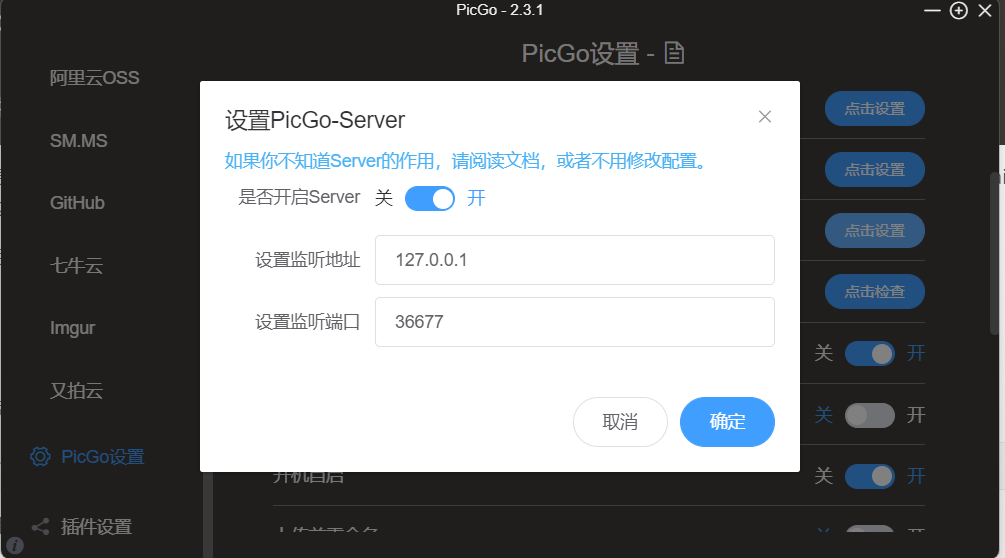 PicGo - 2.3.1
PicGo设置 -
阿里云OSS
SM.MS
GitHub
七牛云
Imgur
又拍云
PicGo设置
插件设置
点击设置
点击设置
点击设置
点击检查
关 开
关 开
开机自启
关 开
设置PicGo-Server
如果你不知道Server的作用，请阅读文档，或者不用修改配置。
是否开启Server 关 开
设置监听地址 127.0.0.1
设置监听端口 36677
取消 确定